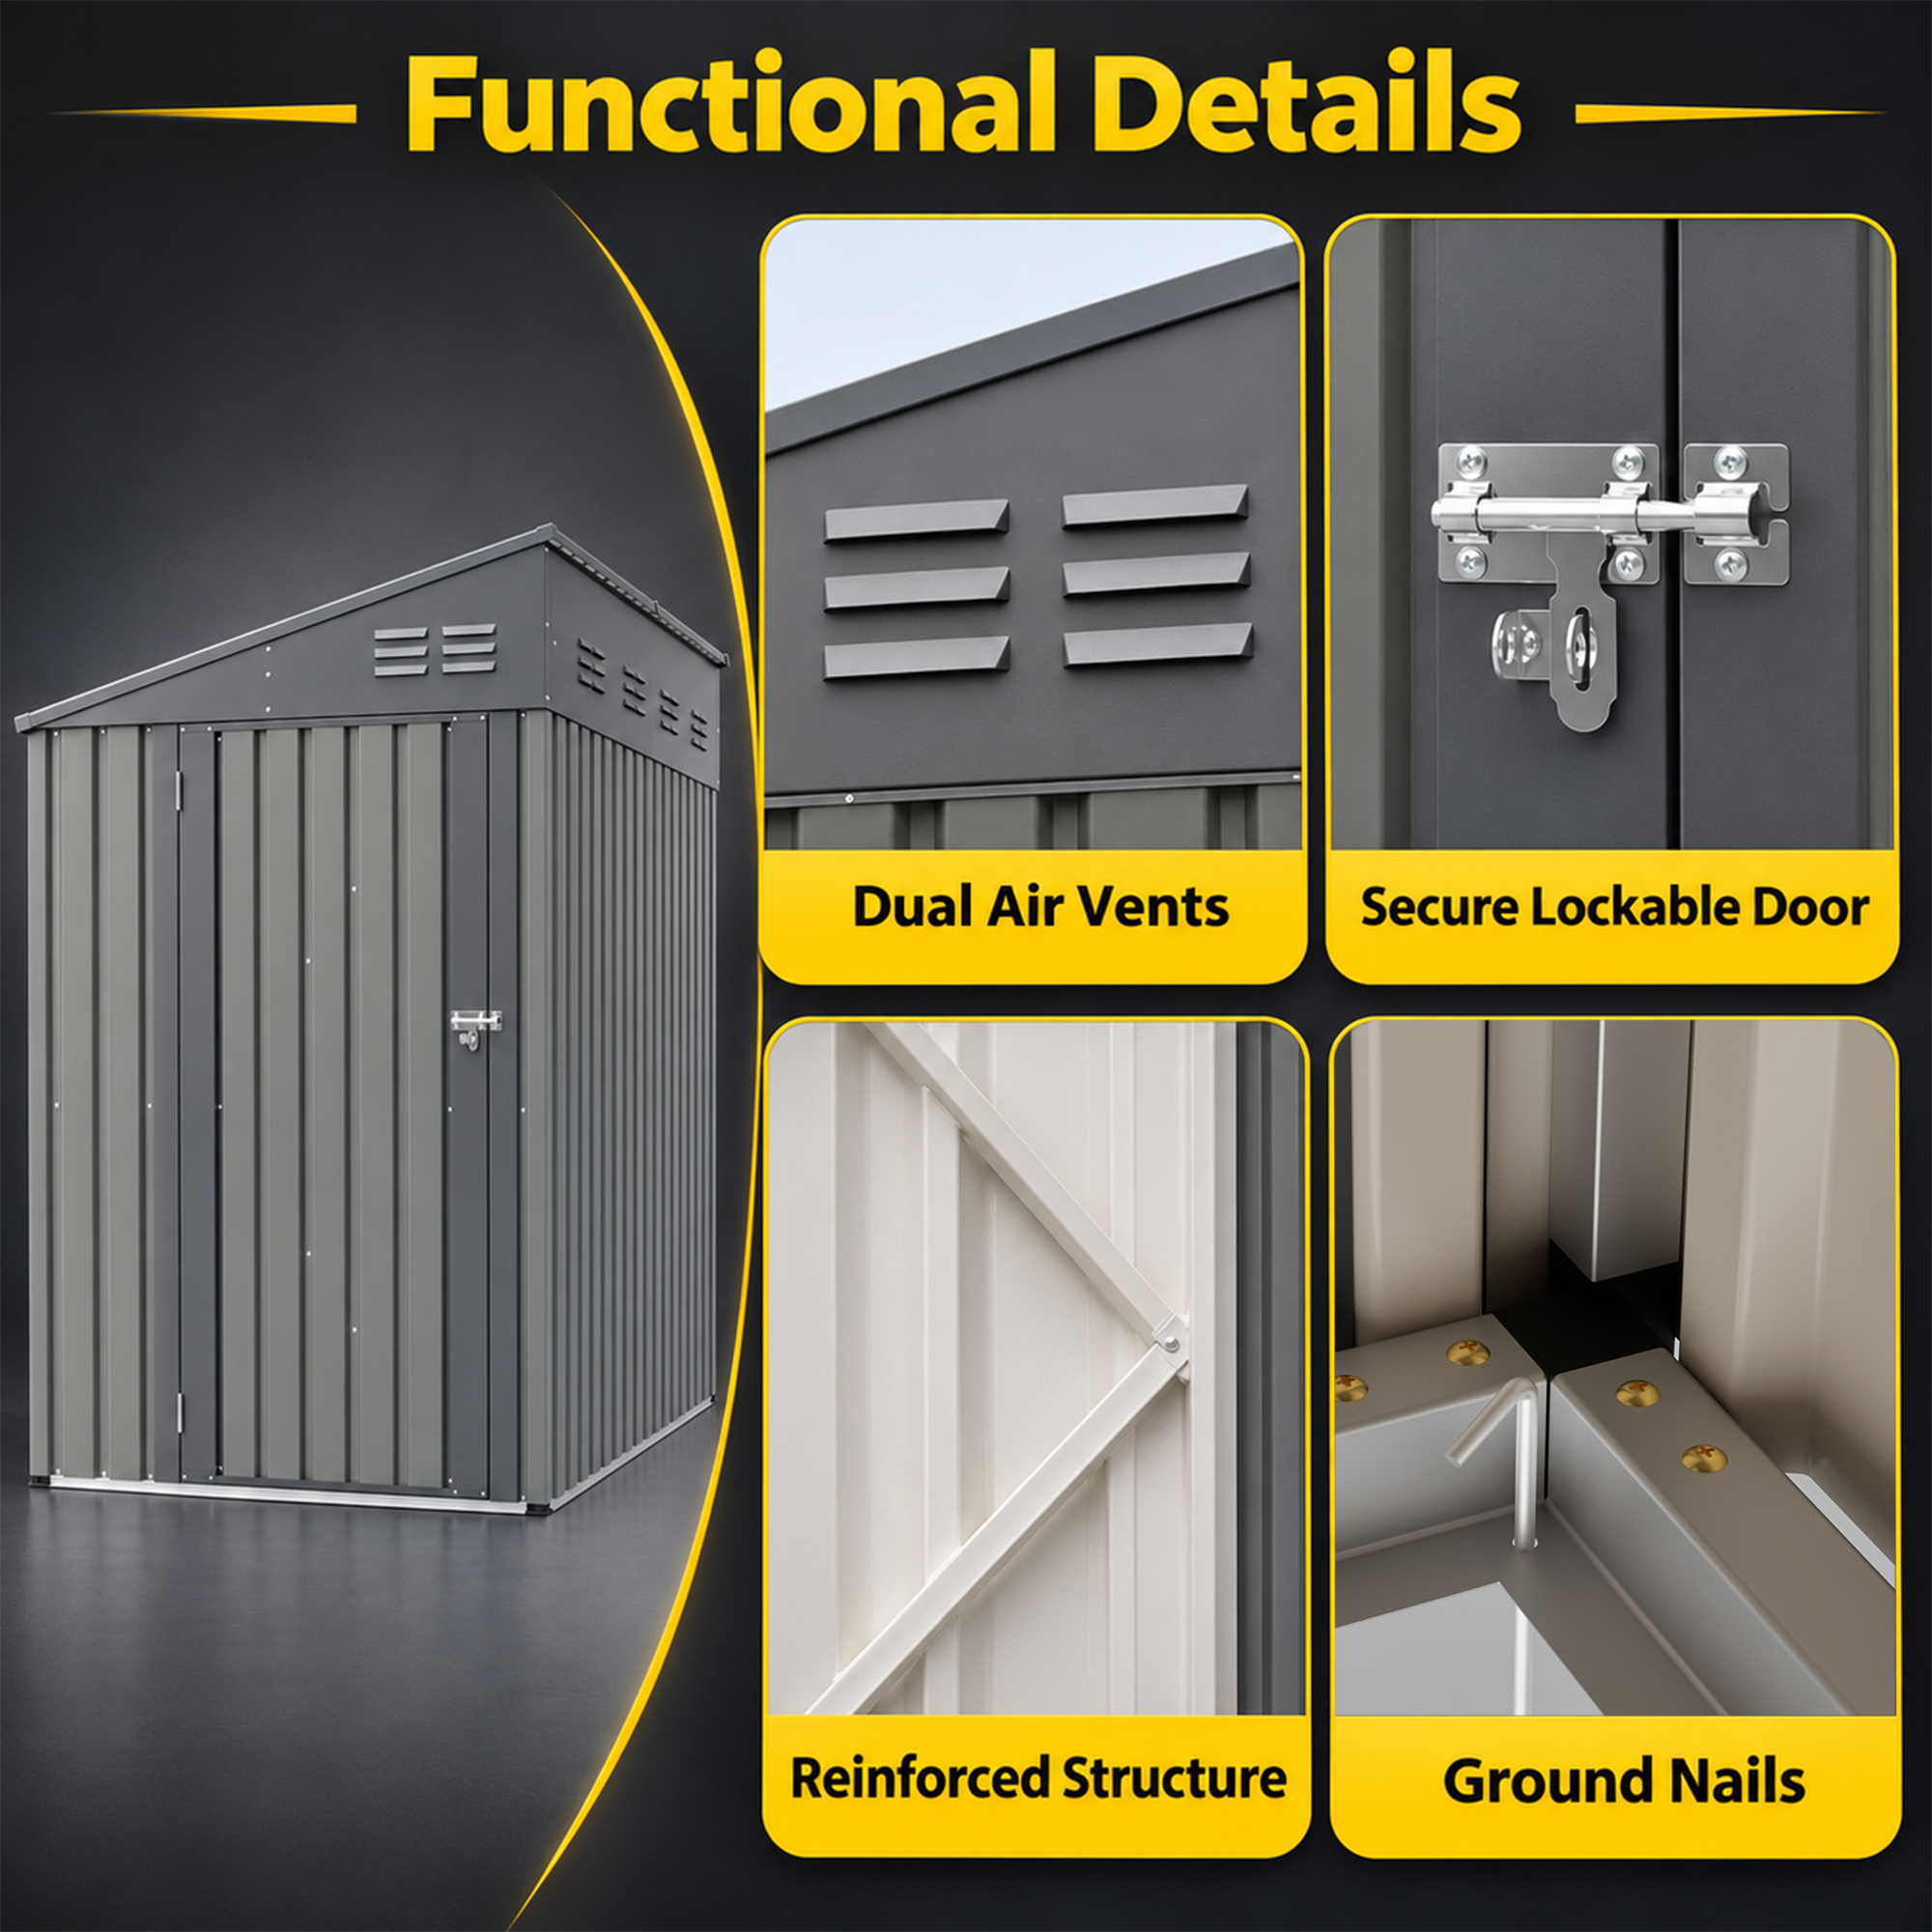 Functional Details
Dual Air Vents
Secure Lockable Door
Reinforced Structure
Ground Nails